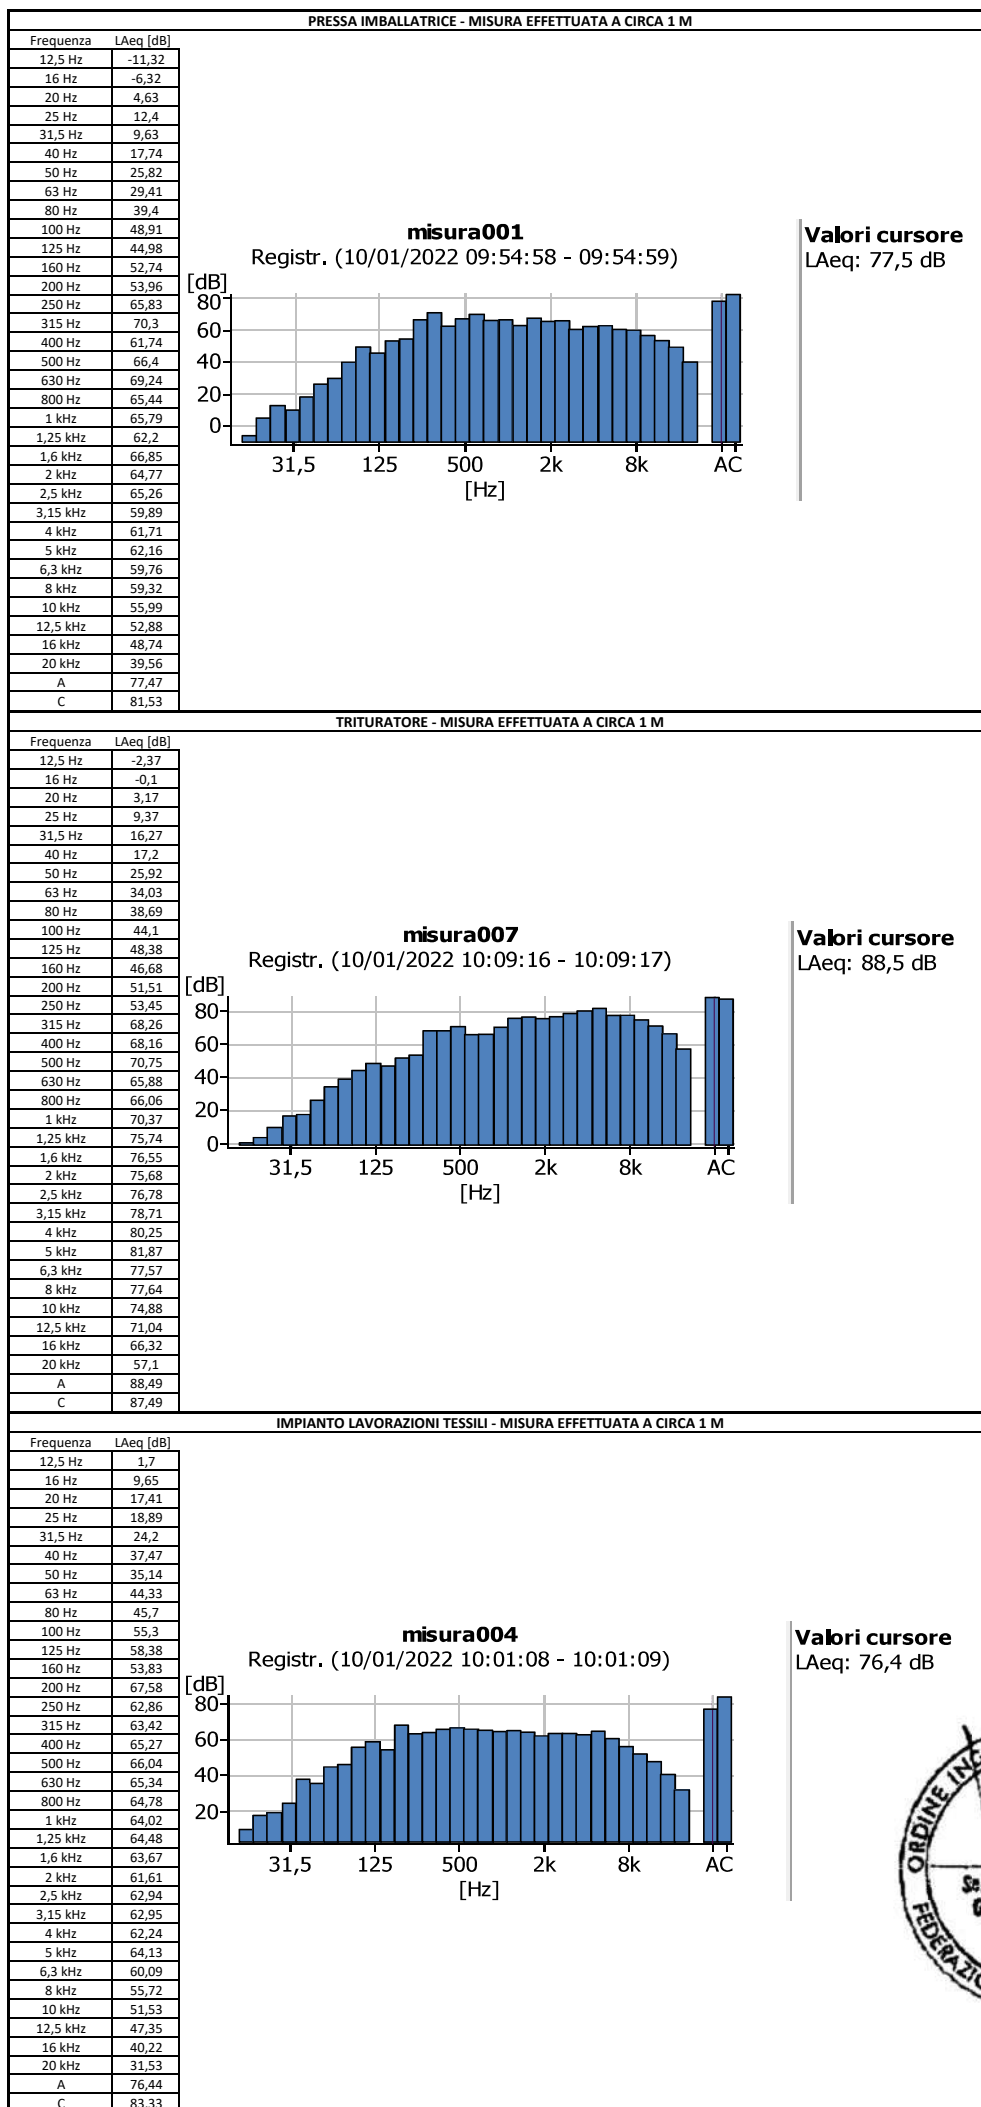 PRESSA IMBALLATRICE - MISURA EFFETTUATA A CIRCA 1 M
Frequenza LAeq [dB]
12,5 Hz -11,32
16 Hz -6,32
20 Hz 4,63
25 Hz 12,4
31,5 Hz 9,63
40 Hz 17,74
50 Hz 25,82
63 Hz 29,41
80 Hz 39,4
100 Hz 48,91
125 Hz 44,98
160 Hz 52,74
200 Hz 53,96
250 Hz 65,83
315 Hz 70,3
400 Hz 61,74
500 Hz 66,4
630 Hz 69,24
800 Hz 65,44
1 kHz 65,79
1,25 kHz 62,2
1,6 kHz 66,85
2 kHz 64,77
2,5 kHz 65,26
3,15 kHz 59,89
4 kHz 61,71
5 kHz 62,16
6,3 kHz 59,76
8 kHz 59,32
10 kHz 55,99
12,5 kHz 52,88
16 kHz 48,74
20 kHz 39,56
A 77,47
C 81,53
misura001
Registr. (10/01/2022 09:54:58 - 09:54:59)
[dB]
80
60
40
20
0
31,5 125 500 2k 8k AC
[Hz]
Valori cursore
LAeq: 77,5 dB
TRITURATORE - MISURA EFFETTUATA A CIRCA 1 M
Frequenza LAeq [dB]
12,5 Hz -2,37
16 Hz -0,1
20 Hz 3,17
25 Hz 9,37
31,5 Hz 16,27
40 Hz 17,2
50 Hz 25,92
63 Hz 34,03
80 Hz 38,69
100 Hz 44,1
125 Hz 48,38
160 Hz 46,68
200 Hz 51,51
250 Hz 53,45
315 Hz 68,26
400 Hz 68,16
500 Hz 70,75
630 Hz 65,88
800 Hz 66,06
1 kHz 70,37
1,25 kHz 75,74
1,6 kHz 76,55
2 kHz 75,68
2,5 kHz 76,78
3,15 kHz 78,71
4 kHz 80,25
5 kHz 81,87
6,3 kHz 77,57
8 kHz 77,64
10 kHz 74,88
12,5 kHz 71,04
16 kHz 66,32
20 kHz 57,1
A 88,49
C 87,49
misura007
Registr. (10/01/2022 10:09:16 - 10:09:17)
[dB]
80
60
40
20
0
31,5 125 500 2k 8k AC
[Hz]
Valori cursore
LAeq: 88,5 dB
IMPIANTO LAVORAZIONI TESSILI - MISURA EFFETTUATA A CIRCA 1 M
Frequenza LAeq [dB]
12,5 Hz 1,7
16 Hz 9,65
20 Hz 17,41
25 Hz 18,89
31,5 Hz 24,2
40 Hz 37,47
50 Hz 35,14
63 Hz 44,33
80 Hz 45,7
100 Hz 55,3
125 Hz 58,38
160 Hz 53,83
200 Hz 67,58
250 Hz 62,86
315 Hz 63,42
400 Hz 65,27
500 Hz 66,04
630 Hz 65,34
800 Hz 64,78
1 kHz 64,02
1,25 kHz 64,48
1,6 kHz 63,67
2 kHz 61,61
2,5 kHz 62,94
3,15 kHz 62,95
4 kHz 62,24
5 kHz 64,13
6,3 kHz 60,09
8 kHz 55,72
10 kHz 51,53
12,5 kHz 47,35
16 kHz 40,22
20 kHz 31,53
A 76,44
C 83,33
misura004
Registr. (10/01/2022 10:01:08 - 10:01:09)
[dB]
80
60
40
20
31,5 125 500 2k 8k AC
[Hz]
Valori cursore
LAeq: 76,4 dB
ORDINE ING
FEDERAZIO